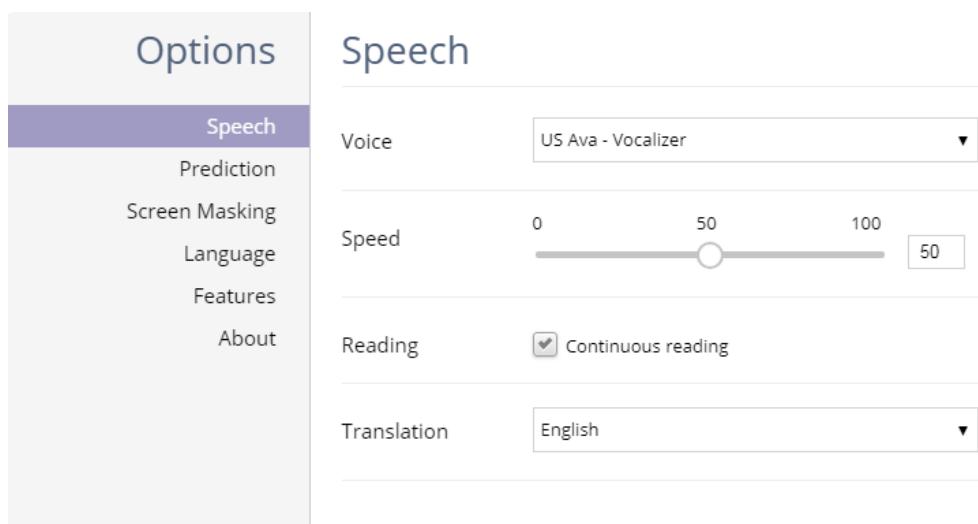 Options
Speech
Prediction
Screen Masking
Language
Features
About
Speech
Voice
US Ava - Vocalizer
Speed
0 50 100
50
Reading
Continuous reading
Translation
English